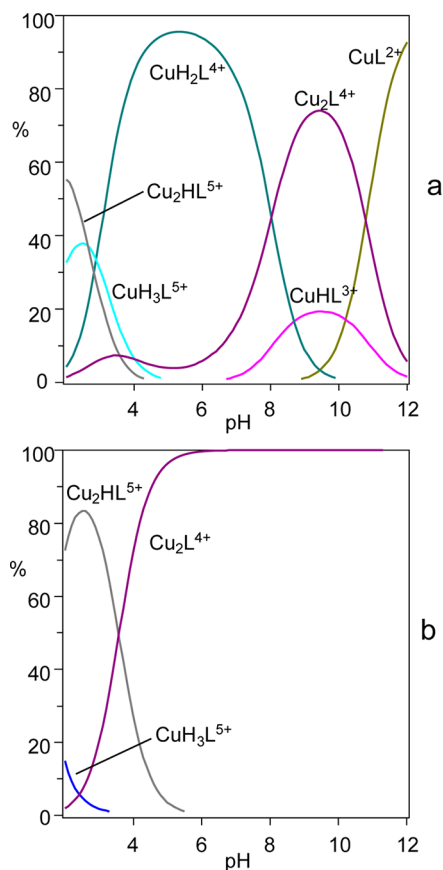 100
CuH₂L⁴⁺
CuL²⁺
80
Cu₂L⁴⁺
%
60
Cu₂HL⁵⁺
a
40
CuH₃L⁵⁺
CuHL³⁺
20
0
4 6 8 10 12
pH
100
Cu₂HL⁵⁺
80
Cu₂L⁴⁺
%
60
b
40
CuH₃L⁵⁺
20
0
4 6 8 10 12
pH